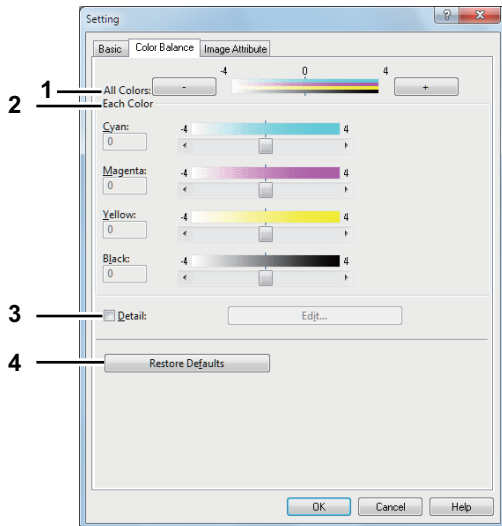 Setting
?
Basic Color Balance Image Attribute
-4 0 4
1 All Colors: - +
2 Each Color
Cyan: -4 4
0
Magenta: -4 4
0
Yellow: -4 4
0
Black: -4 4
0
3 Detail: Edit...
4 Restore Defaults
OK Cancel Help